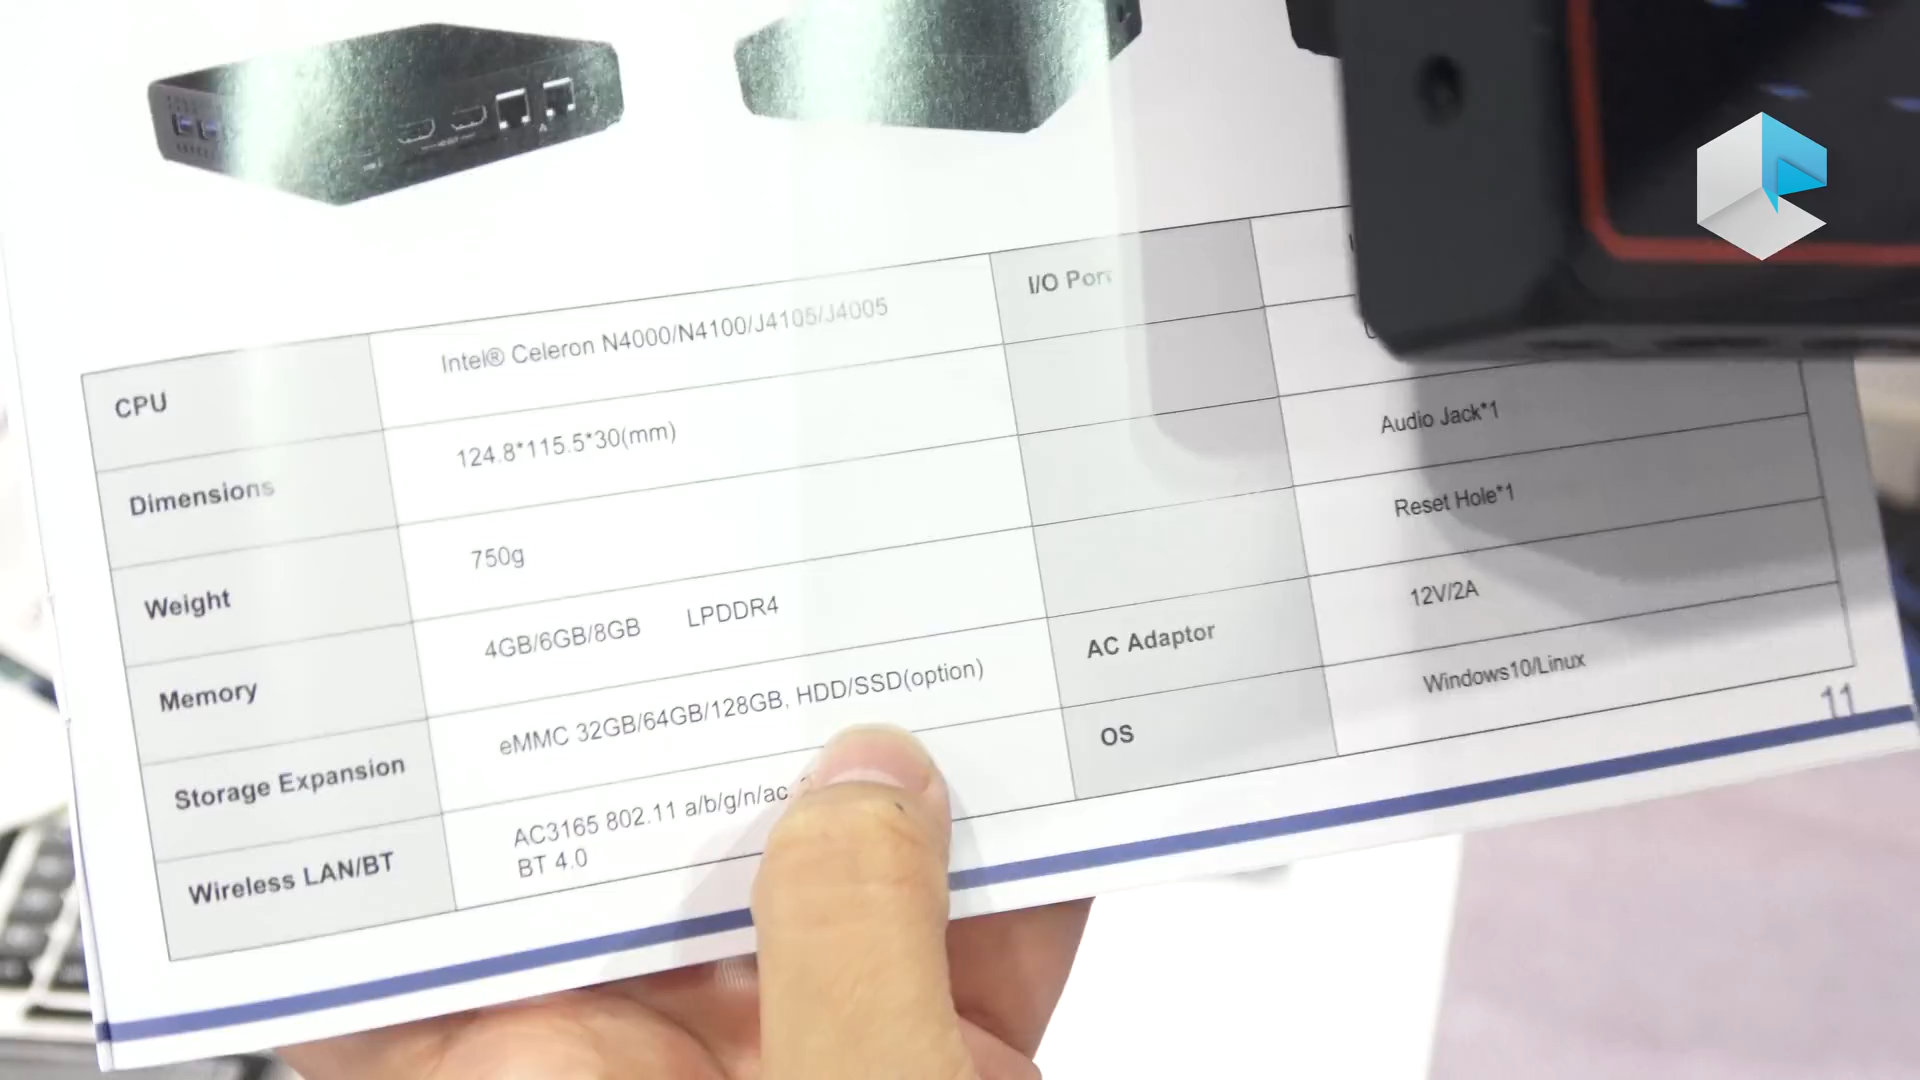 CPU
Intel® Celeron N4000/N4100/J4105/J4005
Dimensions
124.8*115.5*30(mm)
Weight
750g
Memory
4GB/6GB/8GB LPDDR4
Storage Expansion
eMMC 32GB/64GB/128GB, HDD/SSD(option)
Wireless LAN/BT
AC3165 802.11 a/b/g/n/ac.
BT 4.0
I/O Port
Audio Jack*1
Reset Hole*1
AC Adaptor
12V/2A
OS
Windows10/Linux
11